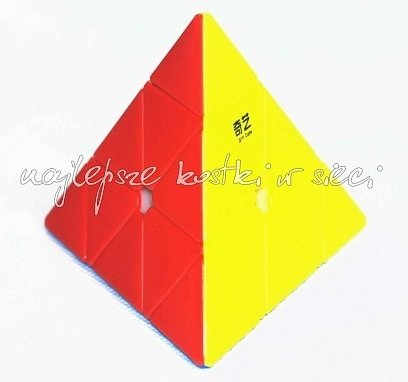 奇艺
najlepsze kostki w sieci